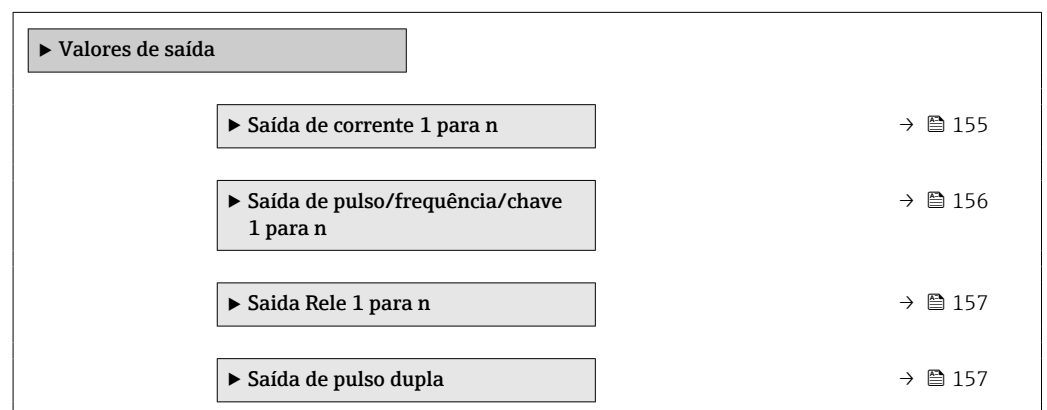 ▶ Valores de saída
▶ Saída de corrente 1 para n → 155
▶ Saída de pulso/frequência/chave → 156
1 para n
▶ Saida Rele 1 para n → 157
▶ Saída de pulso dupla → 157